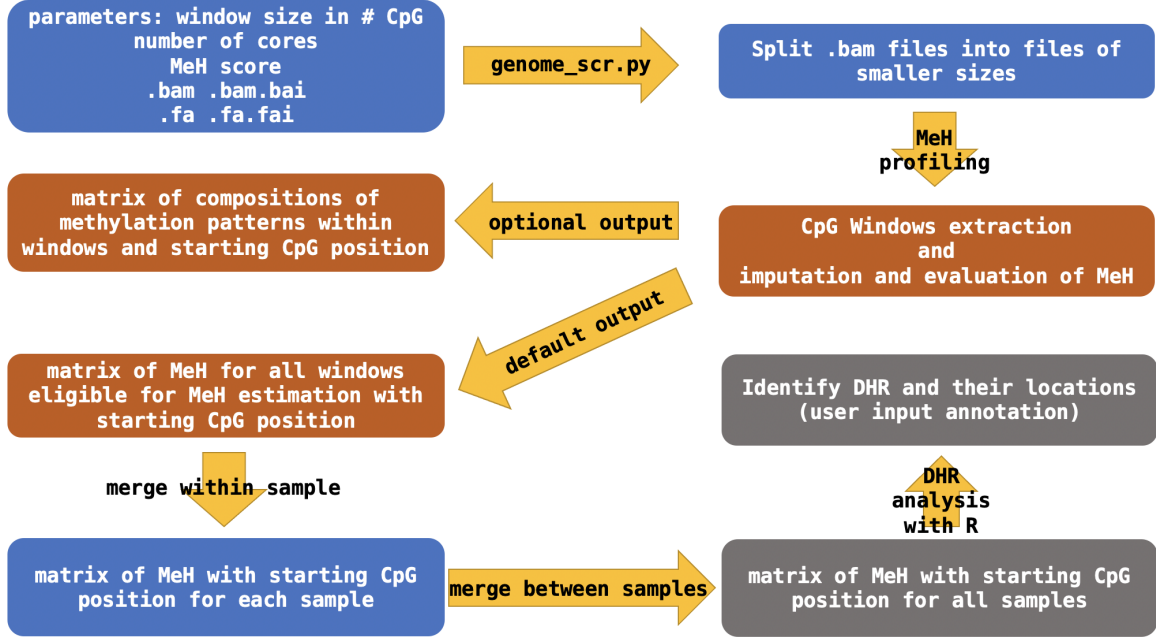 parameters: window size in # CpG
number of cores
MeH score
.bam .bam.bai
.fa .fa.fai
genome_scr.py
Split .bam files into files of
smaller sizes
MeH
profiling
matrix of compositions of
methylation patterns within
windows and starting CpG position
optional output
CpG Windows extraction
and
imputation and evaluation of MeH
default output
matrix of MeH for all windows
eligible for MeH estimation with
starting CpG position
Identify DHR and their locations
(user input annotation)
merge within sample
DHR
analysis
with R
matrix of MeH with starting CpG
position for each sample
merge between samples
matrix of MeH with starting CpG
position for all samples